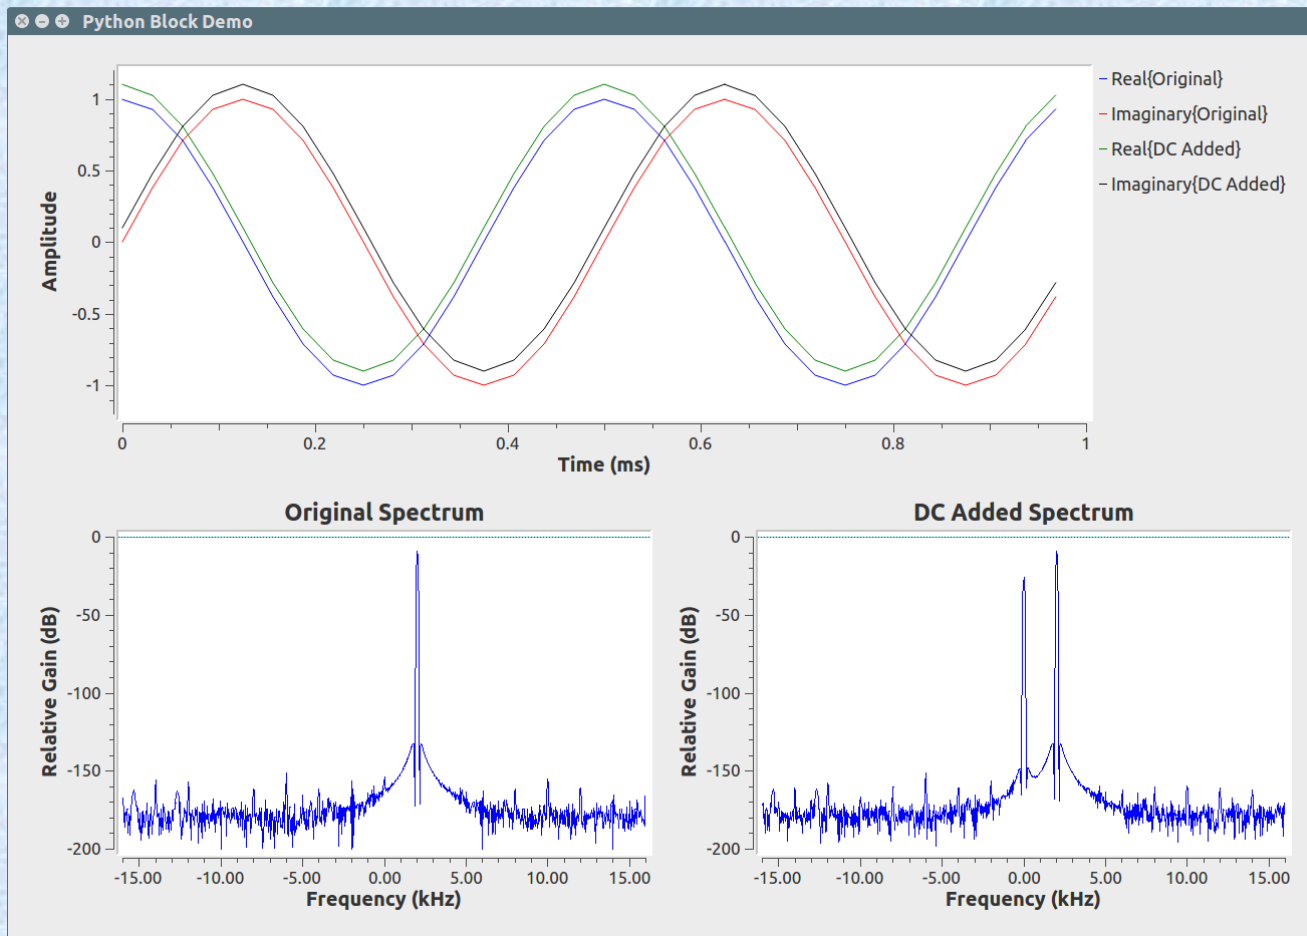 Python Block Demo
Real{Original}
Imaginary{Original}
Real{DC Added}
Imaginary{DC Added}
Amplitude
1
0.5
0
-0.5
-1
0 0.2 0.4 0.6 0.8 1
Time (ms)
Original Spectrum
Relative Gain (dB)
0
-50
-100
-150
-200
-15.00 -10.00 -5.00 0.00 5.00 10.00 15.00
Frequency (kHz)
DC Added Spectrum
Relative Gain (dB)
0
-50
-100
-150
-200
-15.00 -10.00 -5.00 0.00 5.00 10.00 15.00
Frequency (kHz)